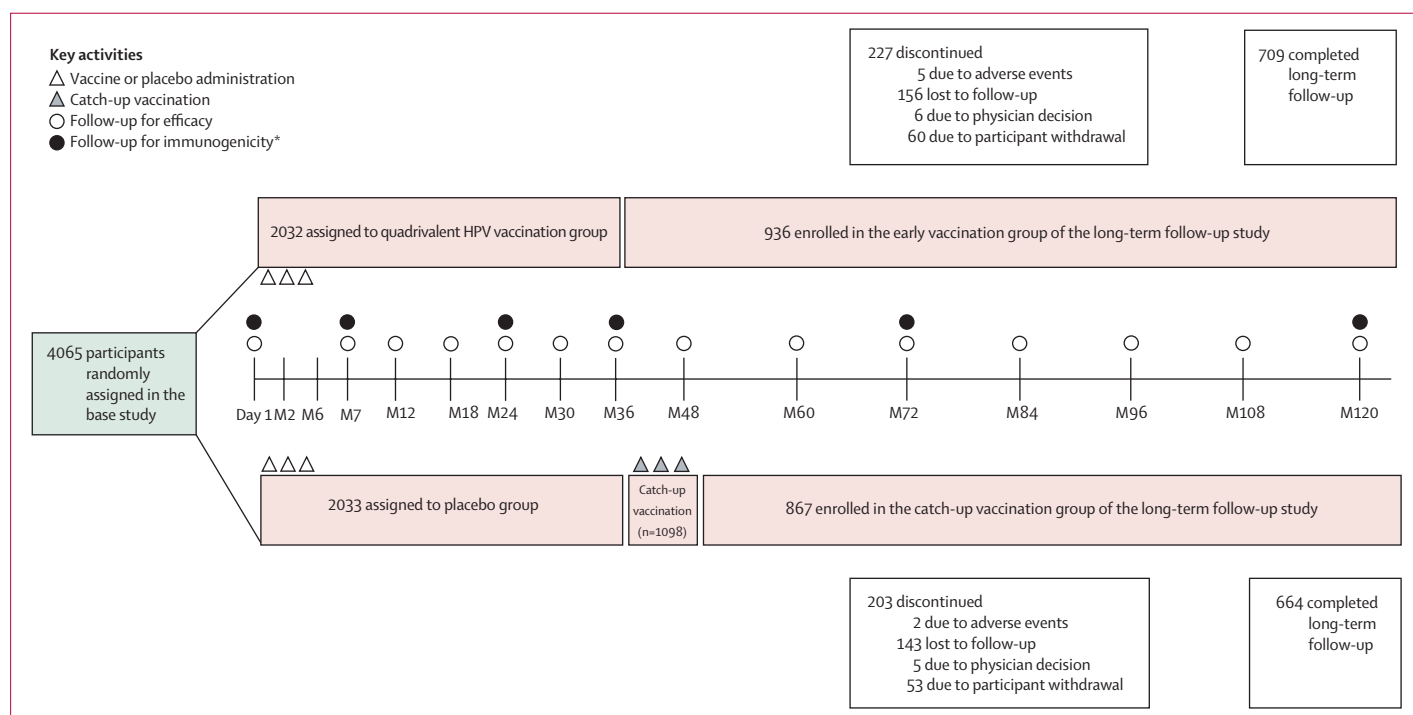 Key activities
Vaccine or placebo administration
Catch-up vaccination
Follow-up for efficacy
Follow-up for immunogenicity*
227 discontinued
5 due to adverse events
156 lost to follow-up
6 due to physician decision
60 due to participant withdrawal
709 completed
long-term
follow-up
2032 assigned to quadrivalent HPV vaccination group
936 enrolled in the early vaccination group of the long-term follow-up study
4065 participants
randomly
assigned in the
base study
Day 1 M2 M6 M7 M12 M18 M24 M30 M36 M48 M60 M72 M84 M96 M108 M120
2033 assigned to placebo group
Catch-up
vaccination
(n=1098)
867 enrolled in the catch-up vaccination group of the long-term follow-up study
203 discontinued
2 due to adverse events
143 lost to follow-up
5 due to physician decision
53 due to participant withdrawal
664 completed
long-term
follow-up